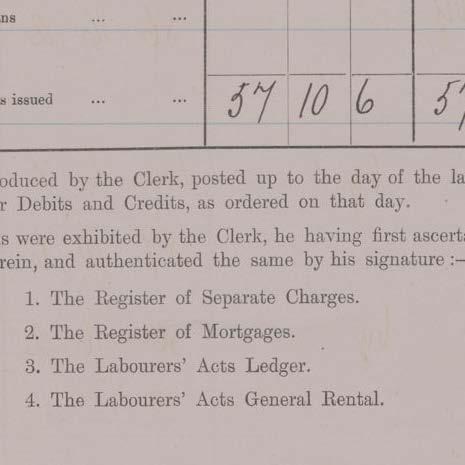 ns ... ...
s issued ... ... 57 10 6 57
oduced by the Clerk, posted up to the day of the la
r Debits and Credits, as ordered on that day.
s were exhibited by the Clerk, he having first ascerta
rein, and authenticated the same by his signature :—
1. The Register of Separate Charges.
2. The Register of Mortgages.
3. The Labourers' Acts Ledger.
4. The Labourers' Acts General Rental.